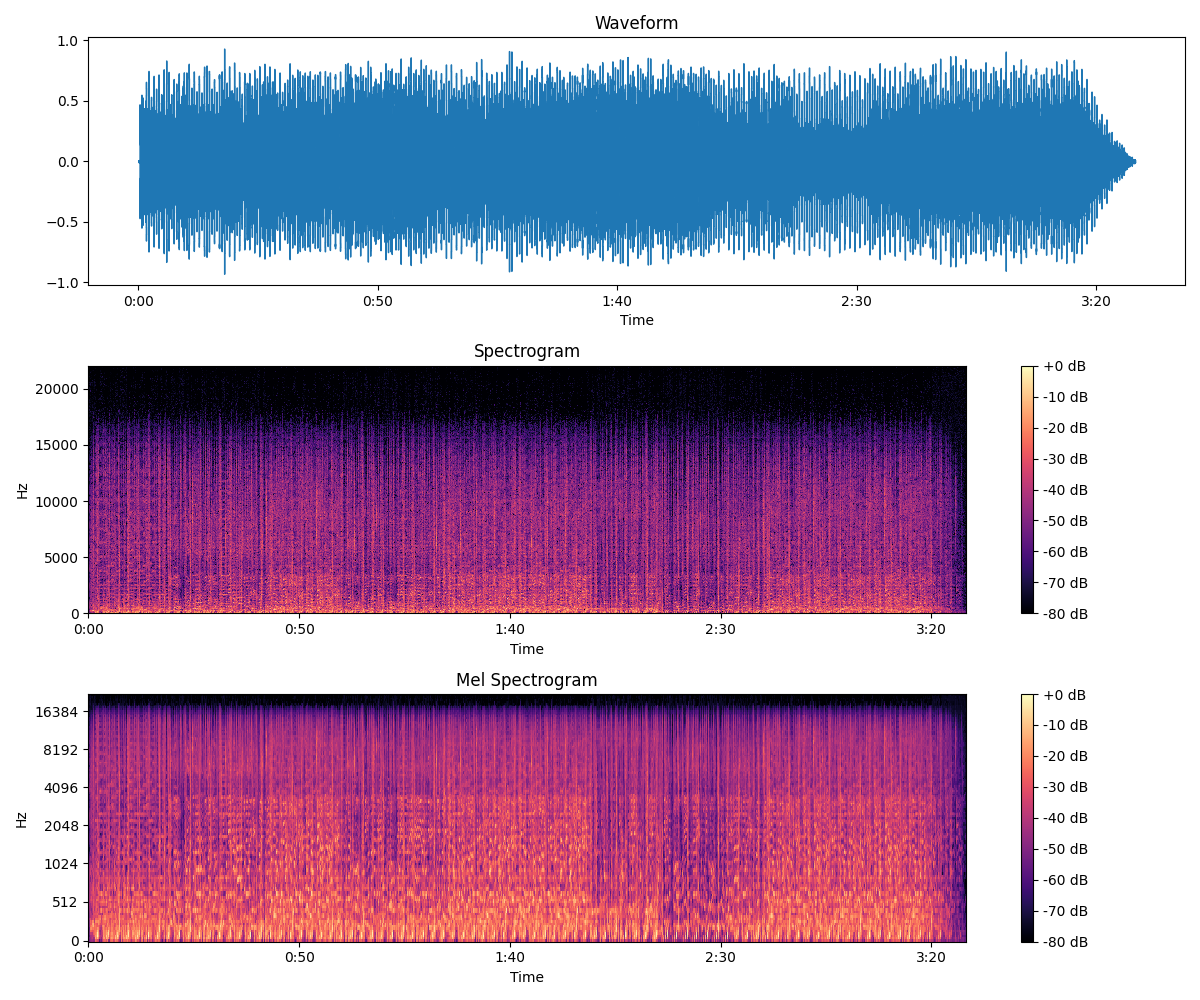 Waveform
1.0
0.5
0.0
−0.5
−1.0
0:00 0:50 1:40 2:30 3:20
Time
Spectrogram
20000
15000
10000
5000
0
Hz
0:00 0:50 1:40 2:30 3:20
Time
+0 dB
-10 dB
-20 dB
-30 dB
-40 dB
-50 dB
-60 dB
-70 dB
-80 dB
Mel Spectrogram
16384
8192
4096
2048
1024
512
0
Hz
0:00 0:50 1:40 2:30 3:20
Time
+0 dB
-10 dB
-20 dB
-30 dB
-40 dB
-50 dB
-60 dB
-70 dB
-80 dB